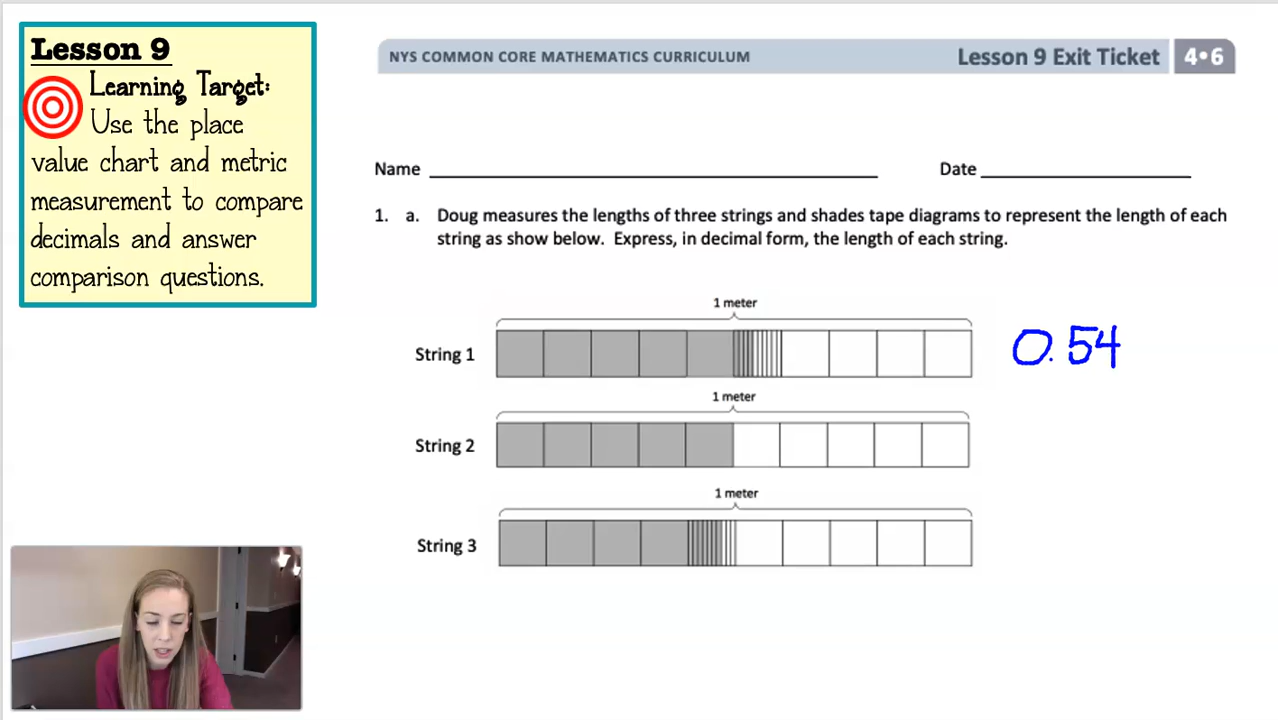 Lesson 9
Learning Target:
Use the place
value chart and metric
measurement to compare
decimals and answer
comparison questions.
NYS COMMON CORE MATHEMATICS CURRICULUM
Lesson 9 Exit Ticket
4•6
Name
Date
1. a. Doug measures the lengths of three strings and shades tape diagrams to represent the length of each
string as show below. Express, in decimal form, the length of each string.
1 meter
String 1
0.54
1 meter
String 2
1 meter
String 3